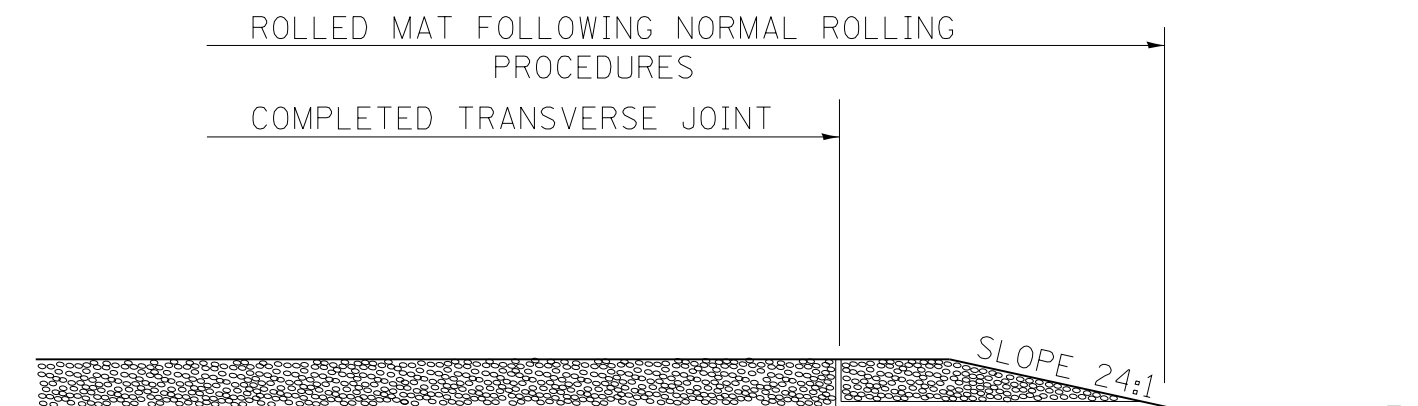 ROLLED MAT FOLLOWING NORMAL ROLLING
PROCEDURES
COMPLETED TRANSVERSE JOINT
SLOPE 24:1